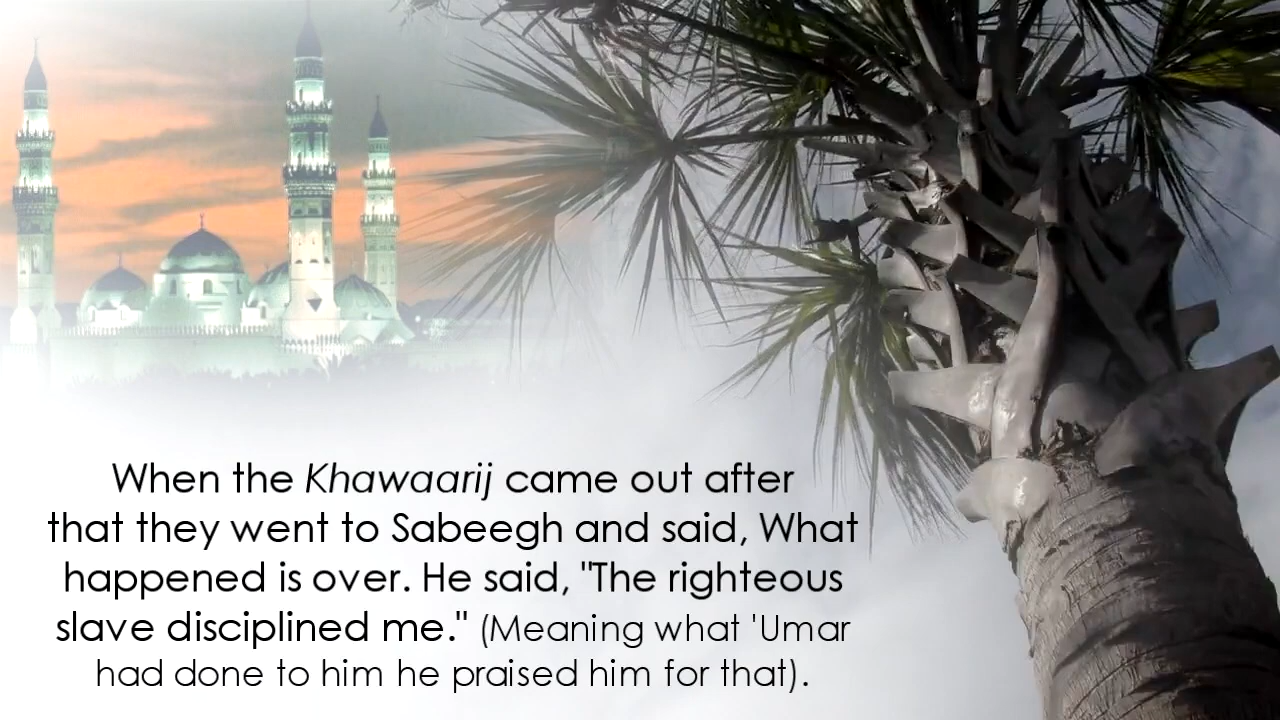 When the Khawaarij came out after
that they went to Sabeegh and said, What
happened is over. He said, "The righteous
slave disciplined me." (Meaning what 'Umar
had done to him he praised him for that).